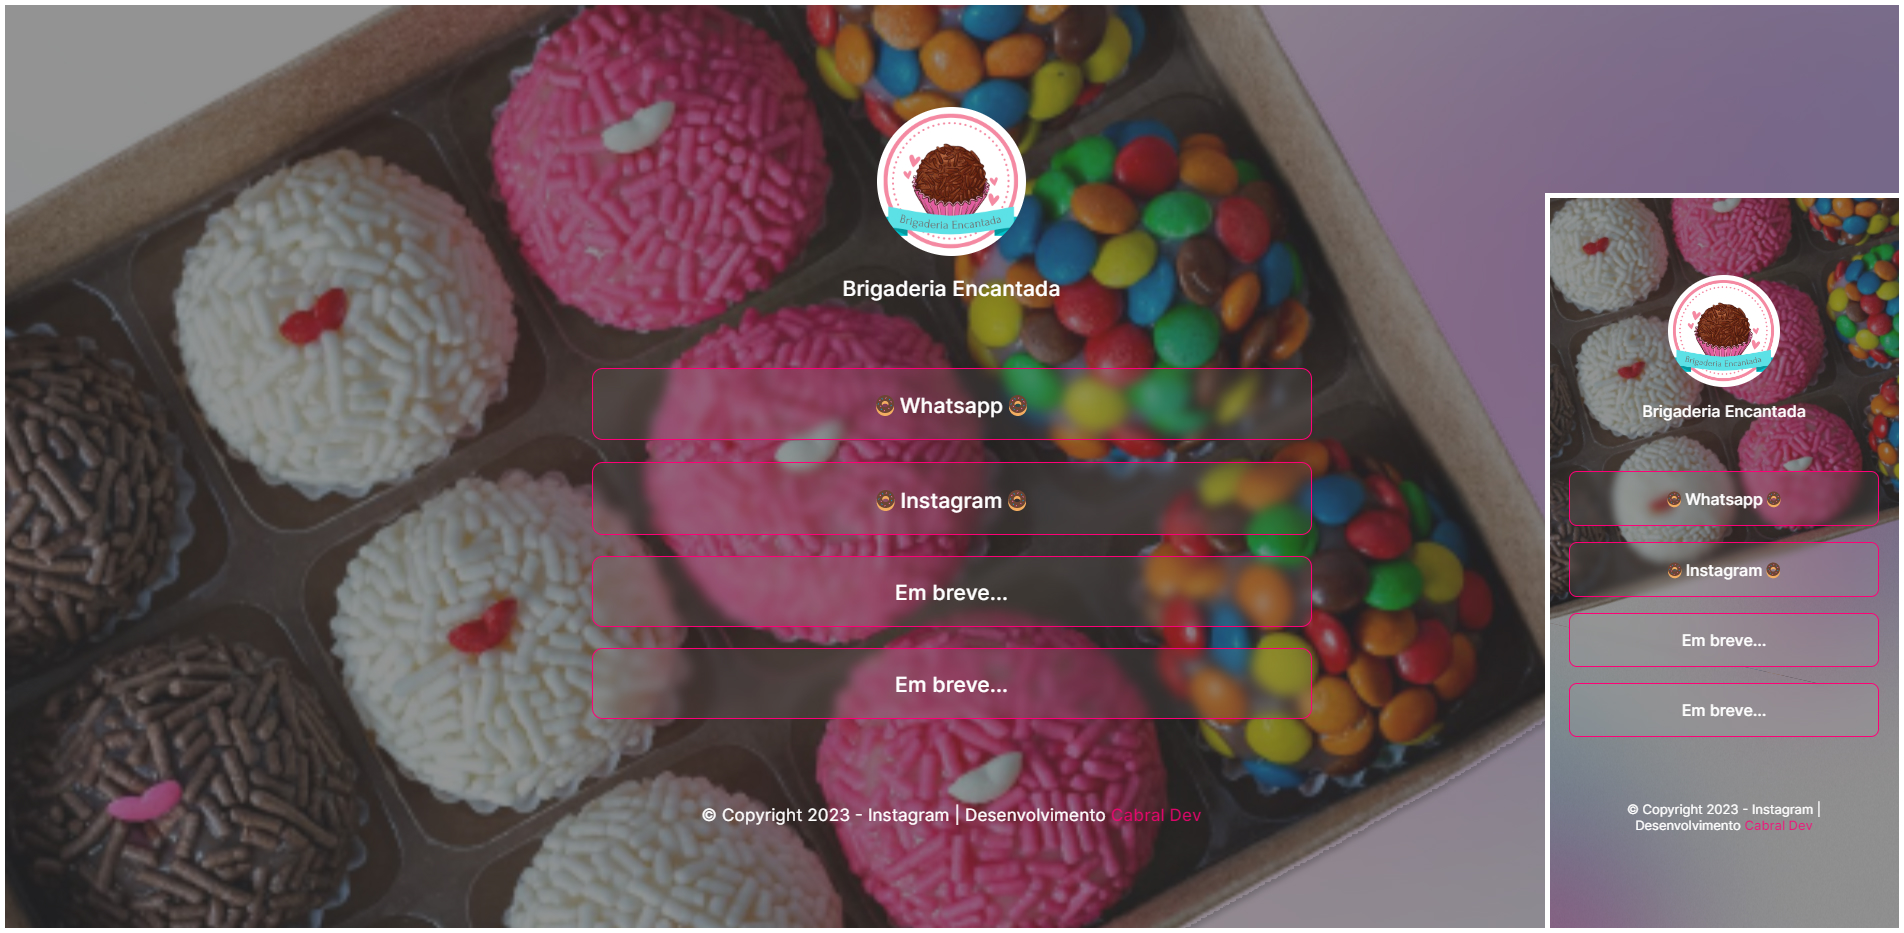 Brigaderia Encantada
Brigaderia Encantada
🍩 Whatsapp 🍩
🍩 Instagram 🍩
Em breve...
Em breve...
© Copyright 2023 - Instagram | Desenvolvimento Cabral Dev
Brigaderia Encantada
Brigaderia Encantada
🍩 Whatsapp 🍩
🍩 Instagram 🍩
Em breve...
Em breve...
© Copyright 2023 - Instagram |
Desenvolvimento Cabral Dev